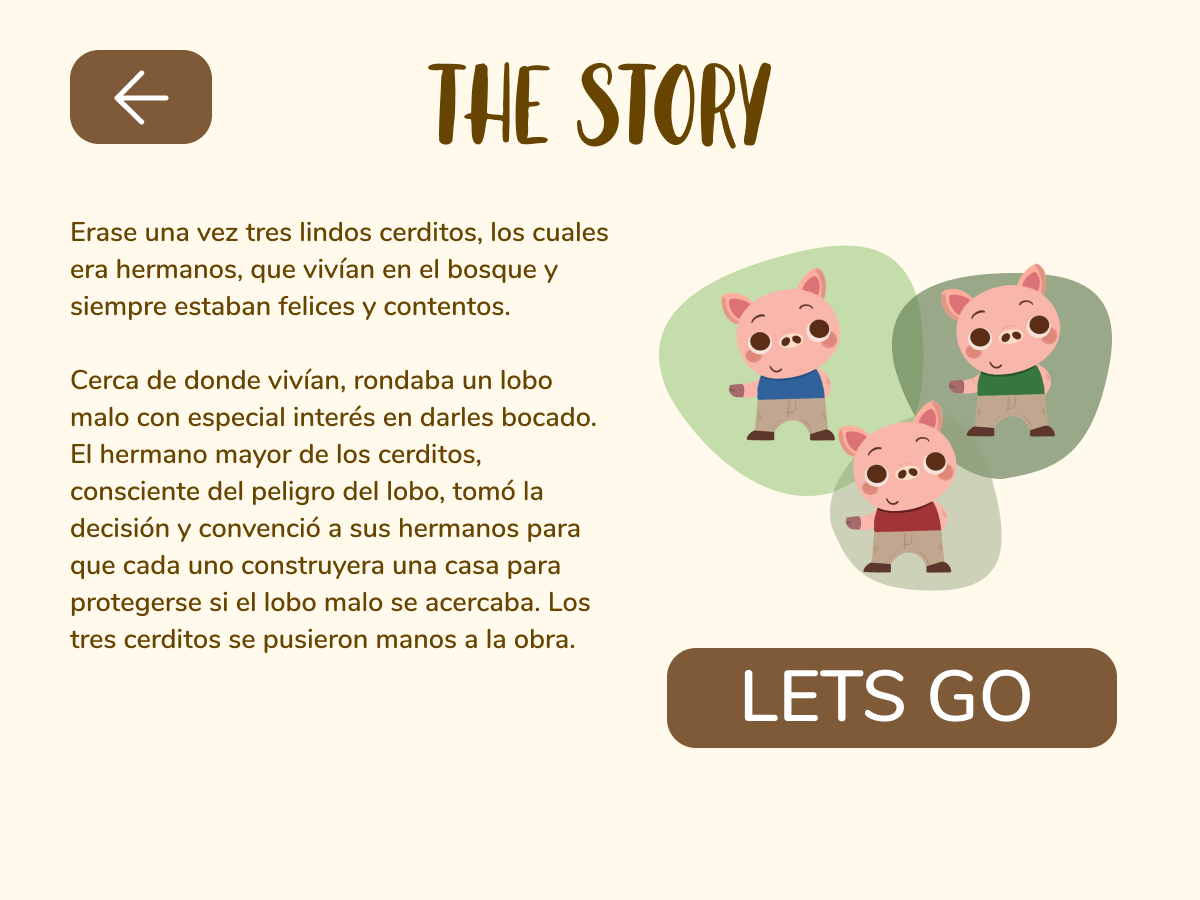 THE STORY
Erase una vez tres lindos cerditos, los cuales
era hermanos, que vivían en el bosque y
siempre estaban felices y contentos.
Cerca de donde vivían, rondaba un lobo
malo con especial interés en darles bocado.
El hermano mayor de los cerditos,
consciente del peligro del lobo, tomó la
decisión y convenció a sus hermanos para
que cada uno construyera una casa para
protegerse si el lobo malo se acercaba. Los
tres cerditos se pusieron manos a la obra.
LETS GO